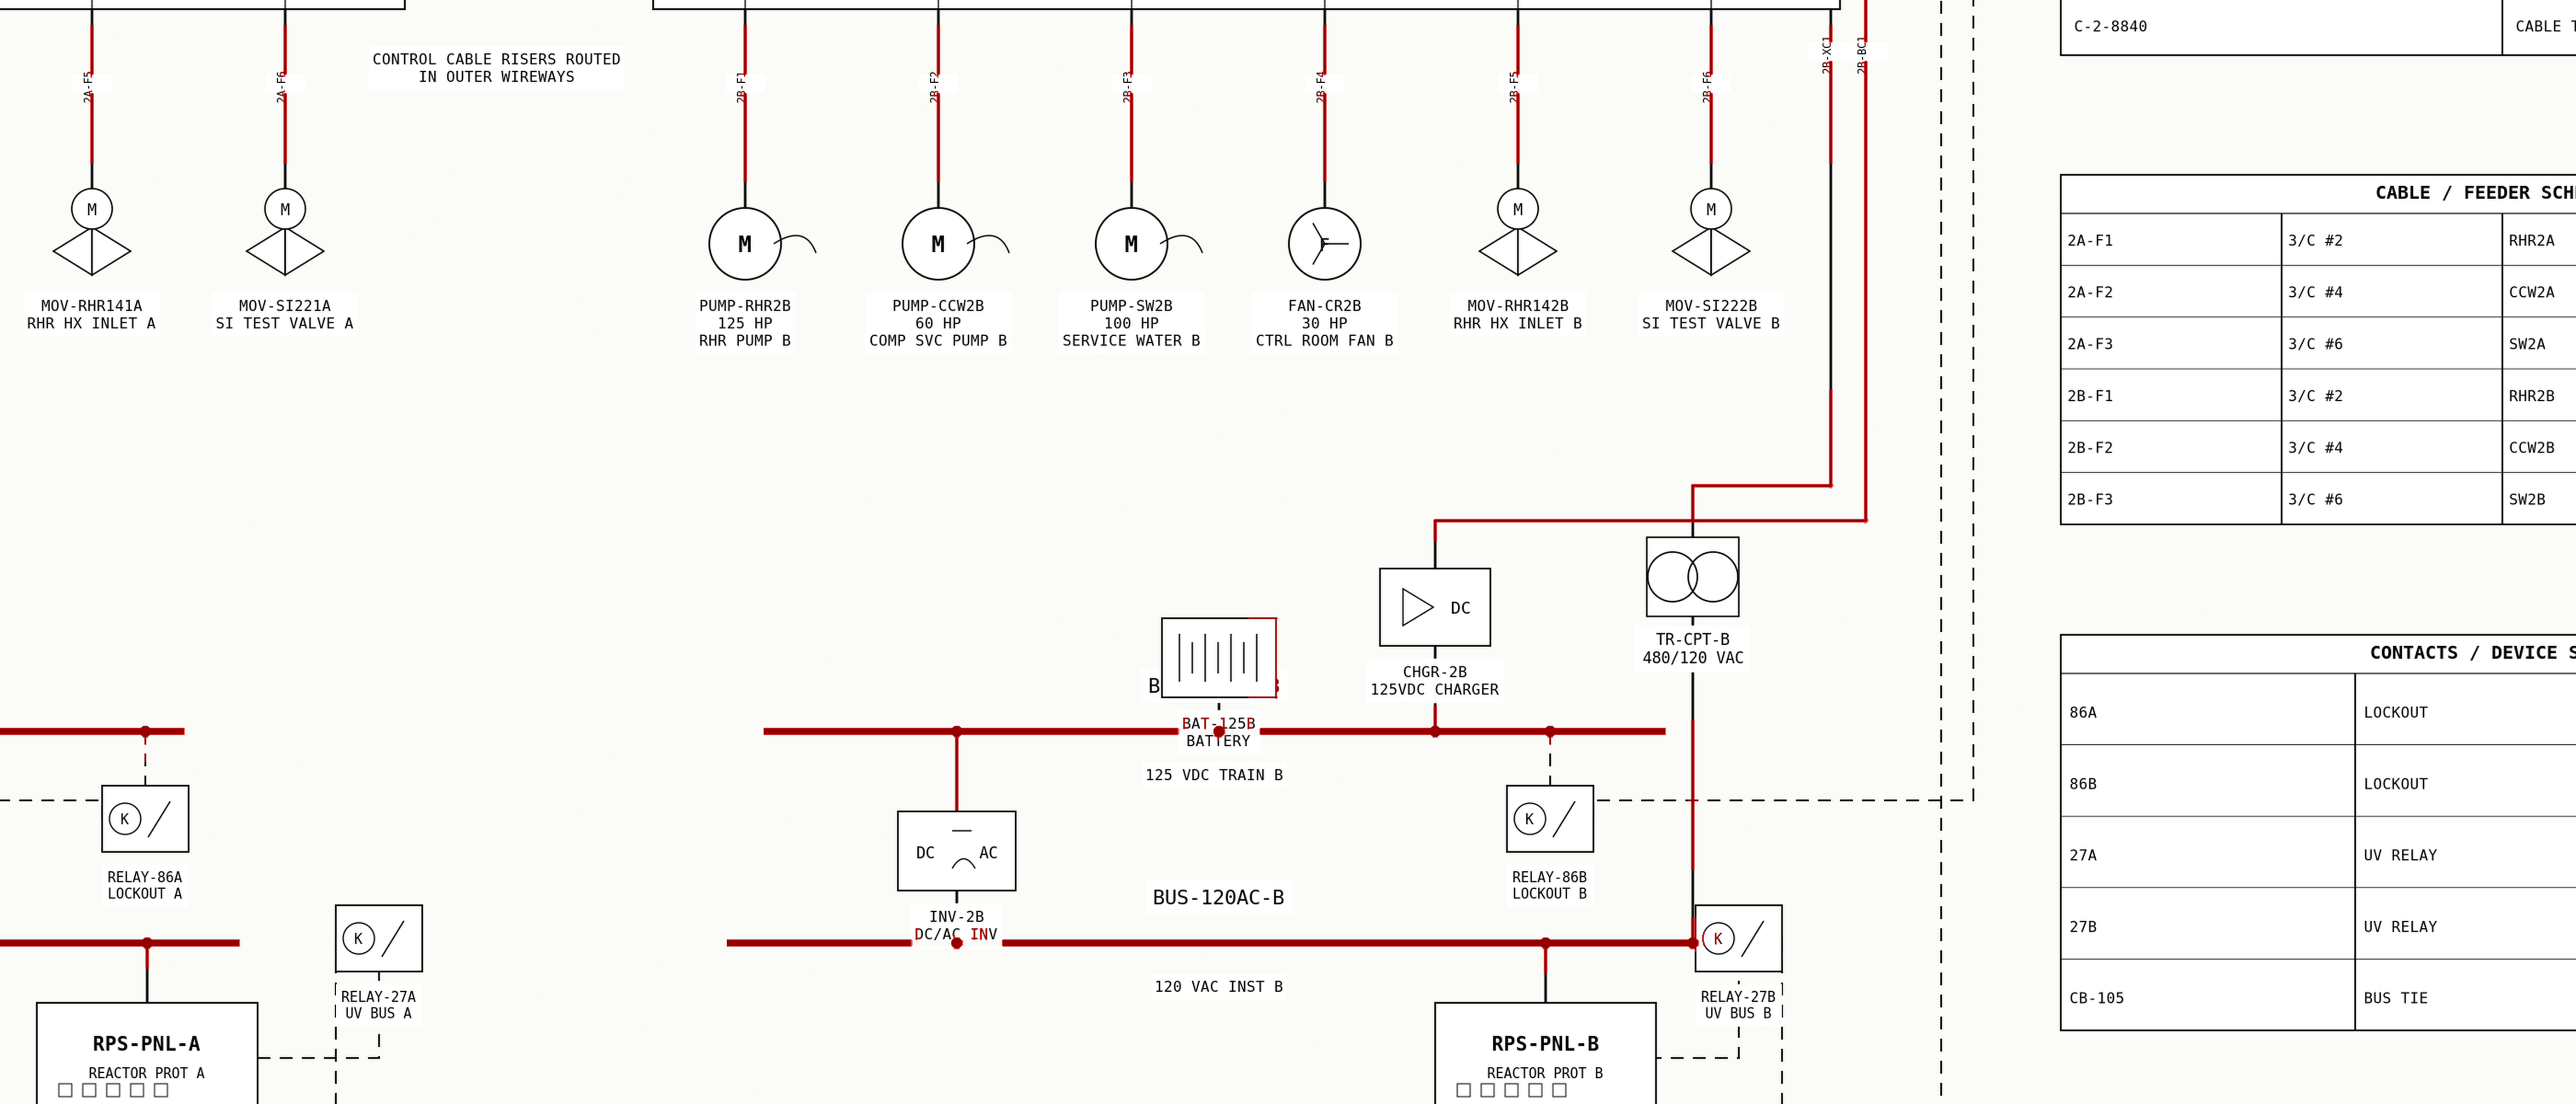 C-2-8840
CABLE T
CONTROL CABLE RISERS ROUTED
IN OUTER WIREWAYS
2A-F5
2A-F6
2B-F1
2B-F2
2B-F3
2B-F4
2B-F5
2B-F6
2B-XC1
2B-BC1
M
M
M
M
M
F
M
M
MOV-RHR141A
RHR HX INLET A
MOV-SI221A
SI TEST VALVE A
PUMP-RHR2B
125 HP
RHR PUMP B
PUMP-CCW2B
60 HP
COMP SVC PUMP B
PUMP-SW2B
100 HP
SERVICE WATER B
FAN-CR2B
30 HP
CTRL ROOM FAN B
MOV-RHR142B
RHR HX INLET B
MOV-SI222B
SI TEST VALVE B
CABLE / FEEDER SCH
2A-F1 3/C #2 RHR2A
2A-F2 3/C #4 CCW2A
2A-F3 3/C #6 SW2A
2B-F1 3/C #2 RHR2B
2B-F2 3/C #4 CCW2B
2B-F3 3/C #6 SW2B
DC
CHGR-2B
125VDC CHARGER
TR-CPT-B
480/120 VAC
BAT-125B
BATTERY
125 VDC TRAIN B
DC AC
INV-2B
DC/AC INV
K
RELAY-86A
LOCKOUT A
K
RELAY-86B
LOCKOUT B
BUS-120AC-B
120 VAC INST B
K
RELAY-27A
UV BUS A
K
RELAY-27B
UV BUS B
RPS-PNL-A
REACTOR PROT A
RPS-PNL-B
REACTOR PROT B
CONTACTS / DEVICE S
86A LOCKOUT
86B LOCKOUT
27A UV RELAY
27B UV RELAY
CB-105 BUS TIE